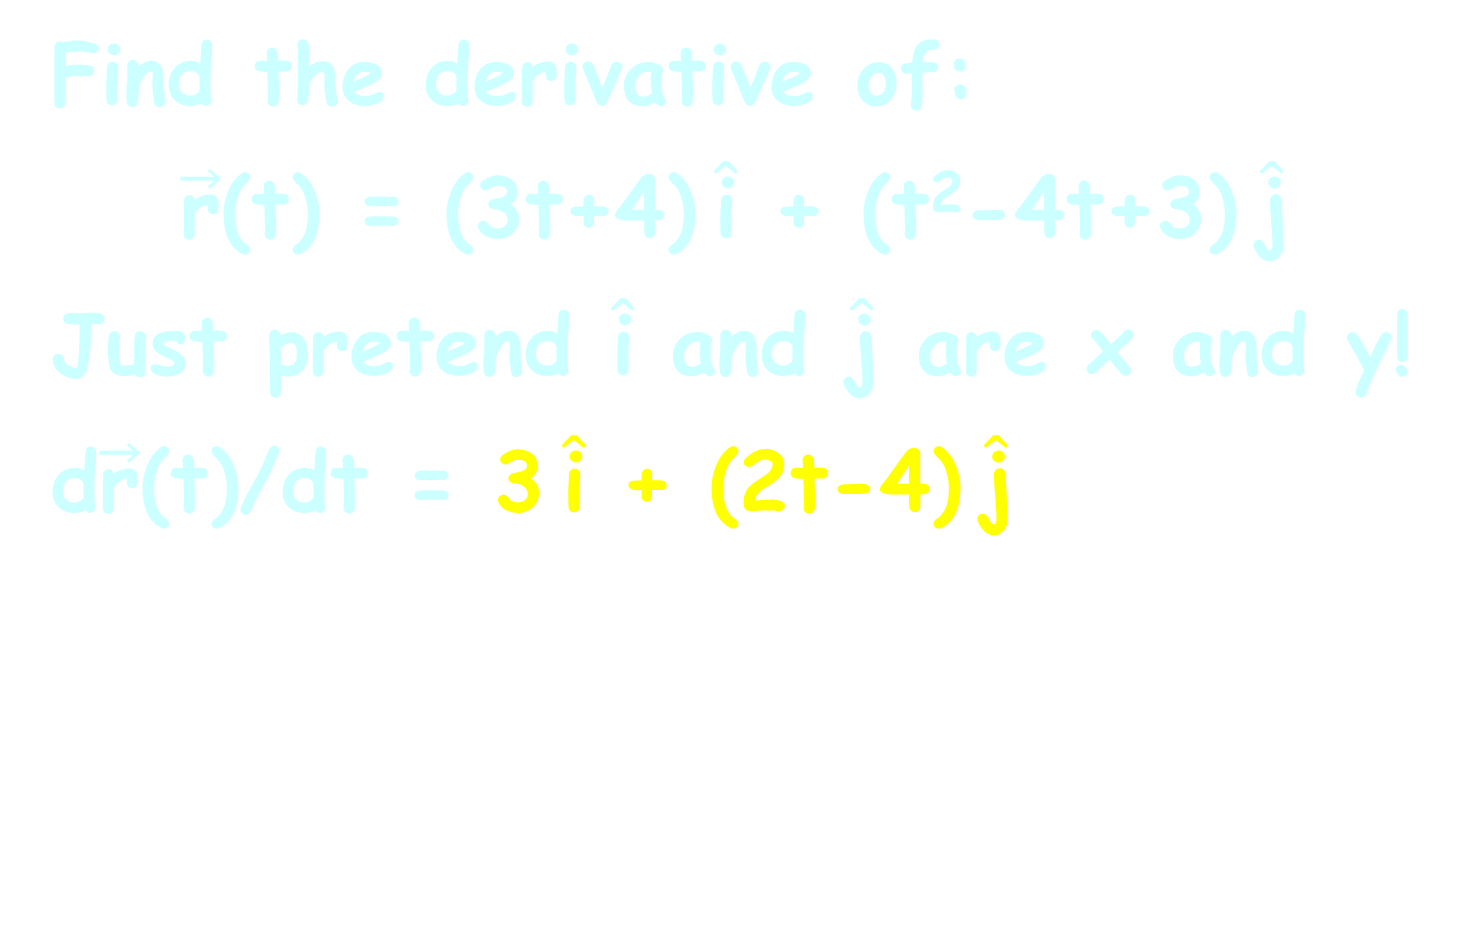 Find the derivative of:
r⃗(t) = (3t+4) î + (t²-4t+3) ĵ
Just pretend î and ĵ are x and y!
dr⃗(t)/dt = 3 î + (2t-4) ĵ